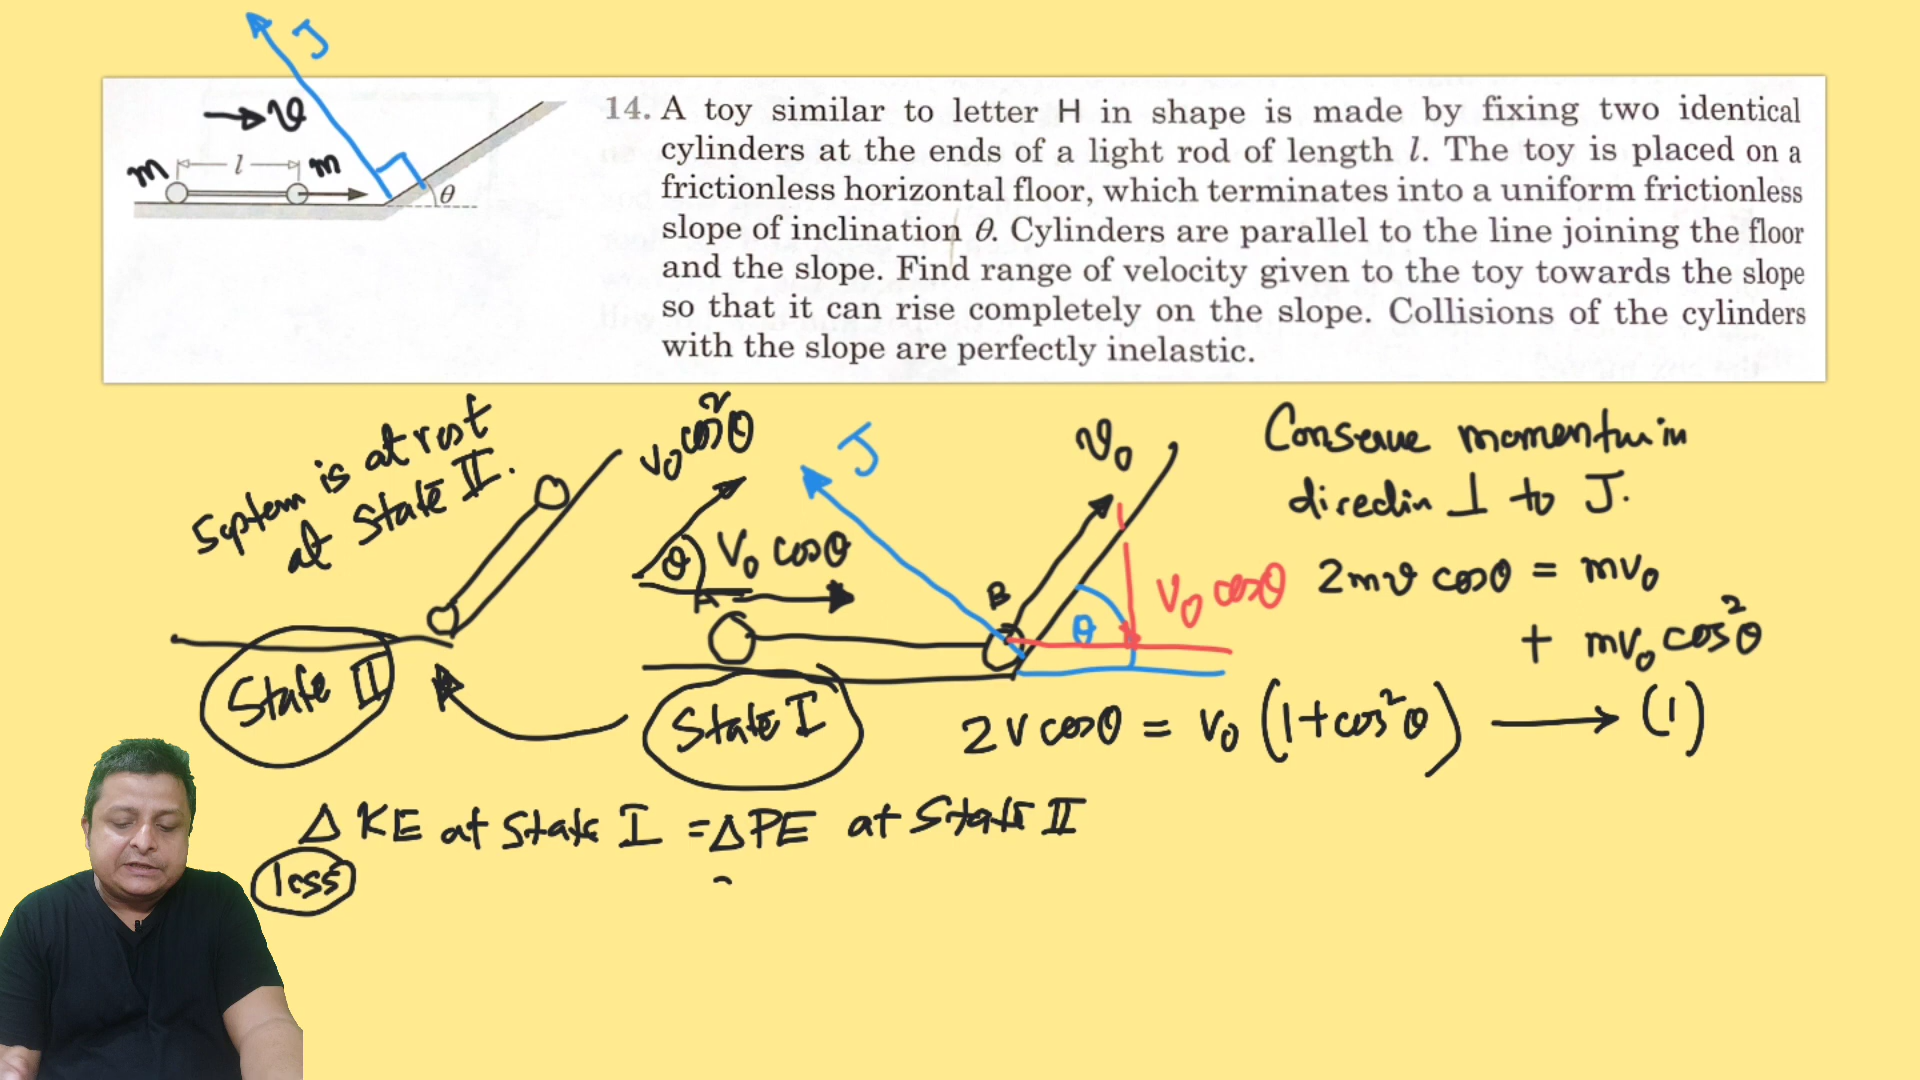 J
→ v
m
l
m
θ
14. A toy similar to letter H in shape is made by fixing two identical
cylinders at the ends of a light rod of length l. The toy is placed on a
frictionless horizontal floor, which terminates into a uniform frictionless
slope of inclination θ. Cylinders are parallel to the line joining the floor
and the slope. Find range of velocity given to the toy towards the slope
so that it can rise completely on the slope. Collisions of the cylinders
with the slope are perfectly inelastic.
System is at rest
at State II.
v₀ cos²θ
θ
V₀ cosθ
A
J
B
v₀
θ
V₀ cosθ
State II
State I
Conserve momentum in
direction ⊥ to J.
2mv cosθ = mv₀
+ mv₀ cos²θ
2v cosθ = v₀ (1+cos²θ) → (1)
Δ KE at State I = Δ PE at State II
loss